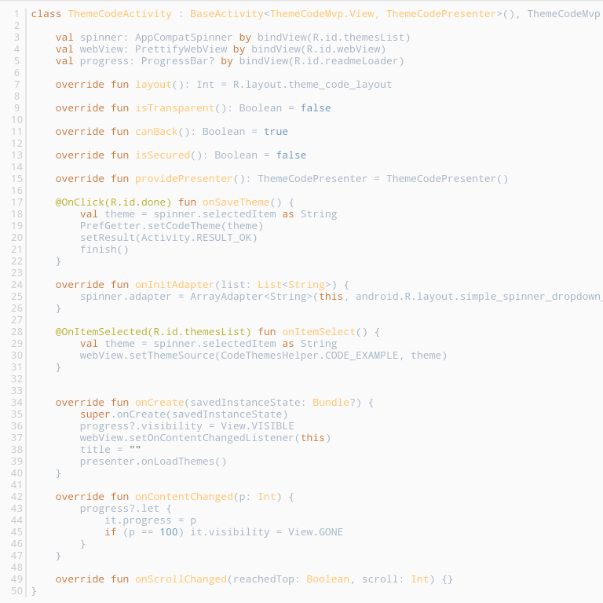 1 class ThemeCodeActivity : BaseActivity<ThemeCodeMvp.View, ThemeCodePresenter>(), ThemeCodeMvp
2
3 val spinner: AppCompatSpinner by bindView(R.id.themesList)
4 val webView: PrettifyWebView by bindView(R.id.webView)
5 val progress: ProgressBar? by bindView(R.id.readmeLoader)
6
7 override fun layout(): Int = R.layout.theme_code_layout
8
9 override fun isTransparent(): Boolean = false
10
11 override fun canBack(): Boolean = true
12
13 override fun isSecured(): Boolean = false
14
15 override fun providePresenter(): ThemeCodePresenter = ThemeCodePresenter()
16
17 @OnClick(R.id.done) fun onSaveTheme() {
18 val theme = spinner.selectedItem as String
19 PrefGetter.setCodeTheme(theme)
20 setResult(Activity.RESULT_OK)
21 finish()
22 }
23
24 override fun onInitAdapter(list: List<String>) {
25 spinner.adapter = ArrayAdapter<String>(this, android.R.layout.simple_spinner_dropdown_
26 }
27
28 @OnItemSelected(R.id.themesList) fun onItemSelect() {
29 val theme = spinner.selectedItem as String
30 webView.setThemeSource(CodeThemesHelper.CODE_EXAMPLE, theme)
31 }
32
33
34 override fun onCreate(savedInstanceState: Bundle?) {
35 super.onCreate(savedInstanceState)
36 progress?.visibility = View.VISIBLE
37 webView.setOnContentChangedListener(this)
38 title = ""
39 presenter.onLoadThemes()
40 }
41
42 override fun onContentChanged(p: Int) {
43 progress?.let {
44 it.progress = p
45 if (p == 100) it.visibility = View.GONE
46 }
47 }
48
49 override fun onScrollChanged(reachedTop: Boolean, scroll: Int) {}
50 }